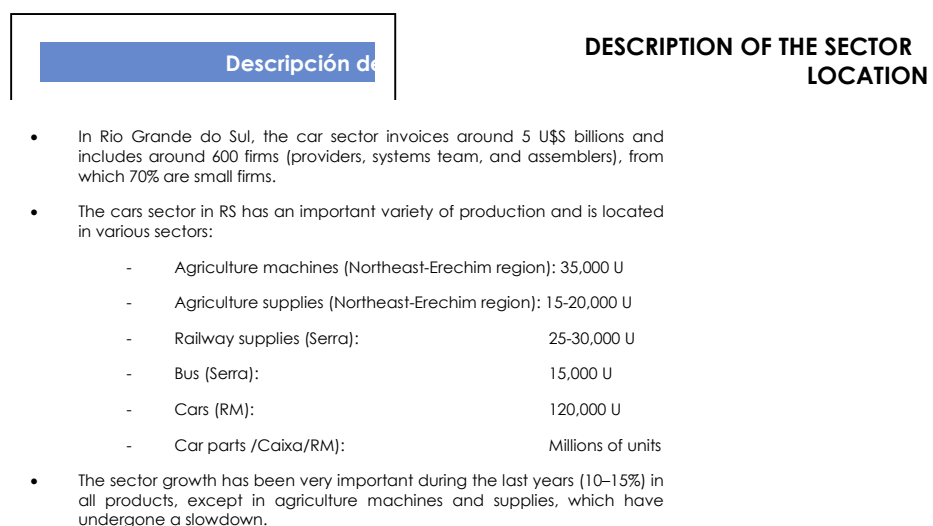 Descripción de
DESCRIPTION OF THE SECTOR
LOCATION
• In Rio Grande do Sul, the car sector invoices around 5 U$S billions and
includes around 600 firms (providers, systems team, and assemblers), from
which 70% are small firms.
• The cars sector in RS has an important variety of production and is located
in various sectors:
- Agriculture machines (Northeast-Erechim region): 35,000 U
- Agriculture supplies (Northeast-Erechim region): 15-20,000 U
- Railway supplies (Serra): 25-30,000 U
- Bus (Serra): 15,000 U
- Cars (RM): 120,000 U
- Car parts /Caixa/RM): Millions of units
• The sector growth has been very important during the last years (10–15%) in
all products, except in agriculture machines and supplies, which have
undergone a slowdown.